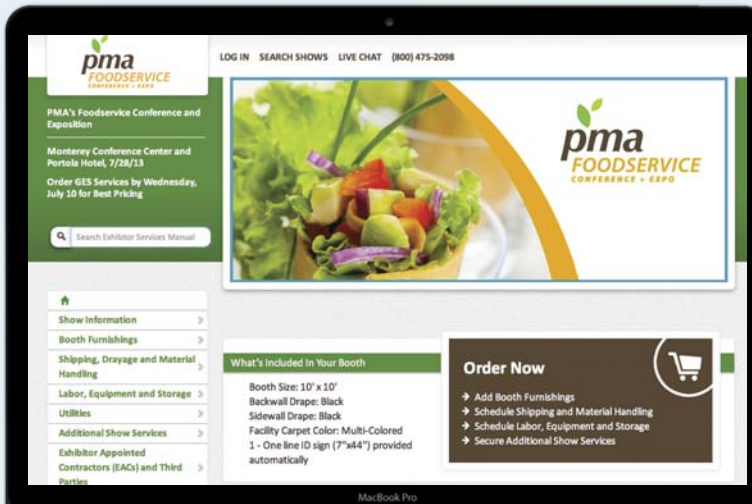 pma
FOODSERVICE
CONFERENCE + EXPO
LOG IN SEARCH SHOWS LIVE CHAT (800) 475-2098
PMA's Foodservice Conference and
Exposition
Monterey Conference Center and
Portola Hotel, 7/28/13
Order GES Services by Wednesday,
July 10 for Best Pricing
Search Exhibitor Services Manual
pma
FOODSERVICE
CONFERENCE + EXPO
Show Information
Booth Furnishings
Shipping, Drayage and Material
Handling
Labor, Equipment and Storage
Utilities
Additional Show Services
Exhibitor Appointed
Contractors (EACs) and Third
Parties
What's Included In Your Booth
Booth Size: 10' x 10'
Backwall Drape: Black
Sidewall Drape: Black
Facility Carpet Color: Multi-Colored
1 - One line ID sign (7"x44") provided
automatically
Order Now
→ Add Booth Furnishings
→ Schedule Shipping and Material Handling
→ Schedule Labor, Equipment and Storage
→ Secure Additional Show Services
MacBook Pro